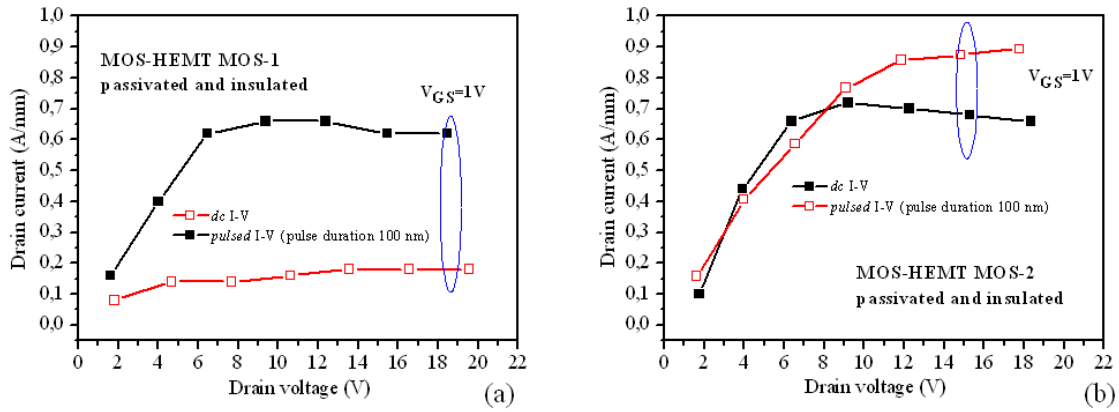 1,0
0,9
0,8
0,7
0,6
0,5
0,4
0,3
0,2
0,1
0,0
Drain current (A/mm)
MOS-HEMT MOS-1
passivated and insulated
V_GS=1V
dc I-V
pulsed I-V (pulse duration 100 nm)
2 4 6 8 10 12 14 16 18 20 22
Drain voltage (V)
(a)
1,0
0,9
0,8
0,7
0,6
0,5
0,4
0,3
0,2
0,1
0,0
Drain current (A/mm)
V_GS=1V
dc I-V
pulsed I-V (pulse duration 100 nm)
MOS-HEMT MOS-2
passivated and insulated
0 2 4 6 8 10 12 14 16 18 20 22
Drain voltage (V)
(b)